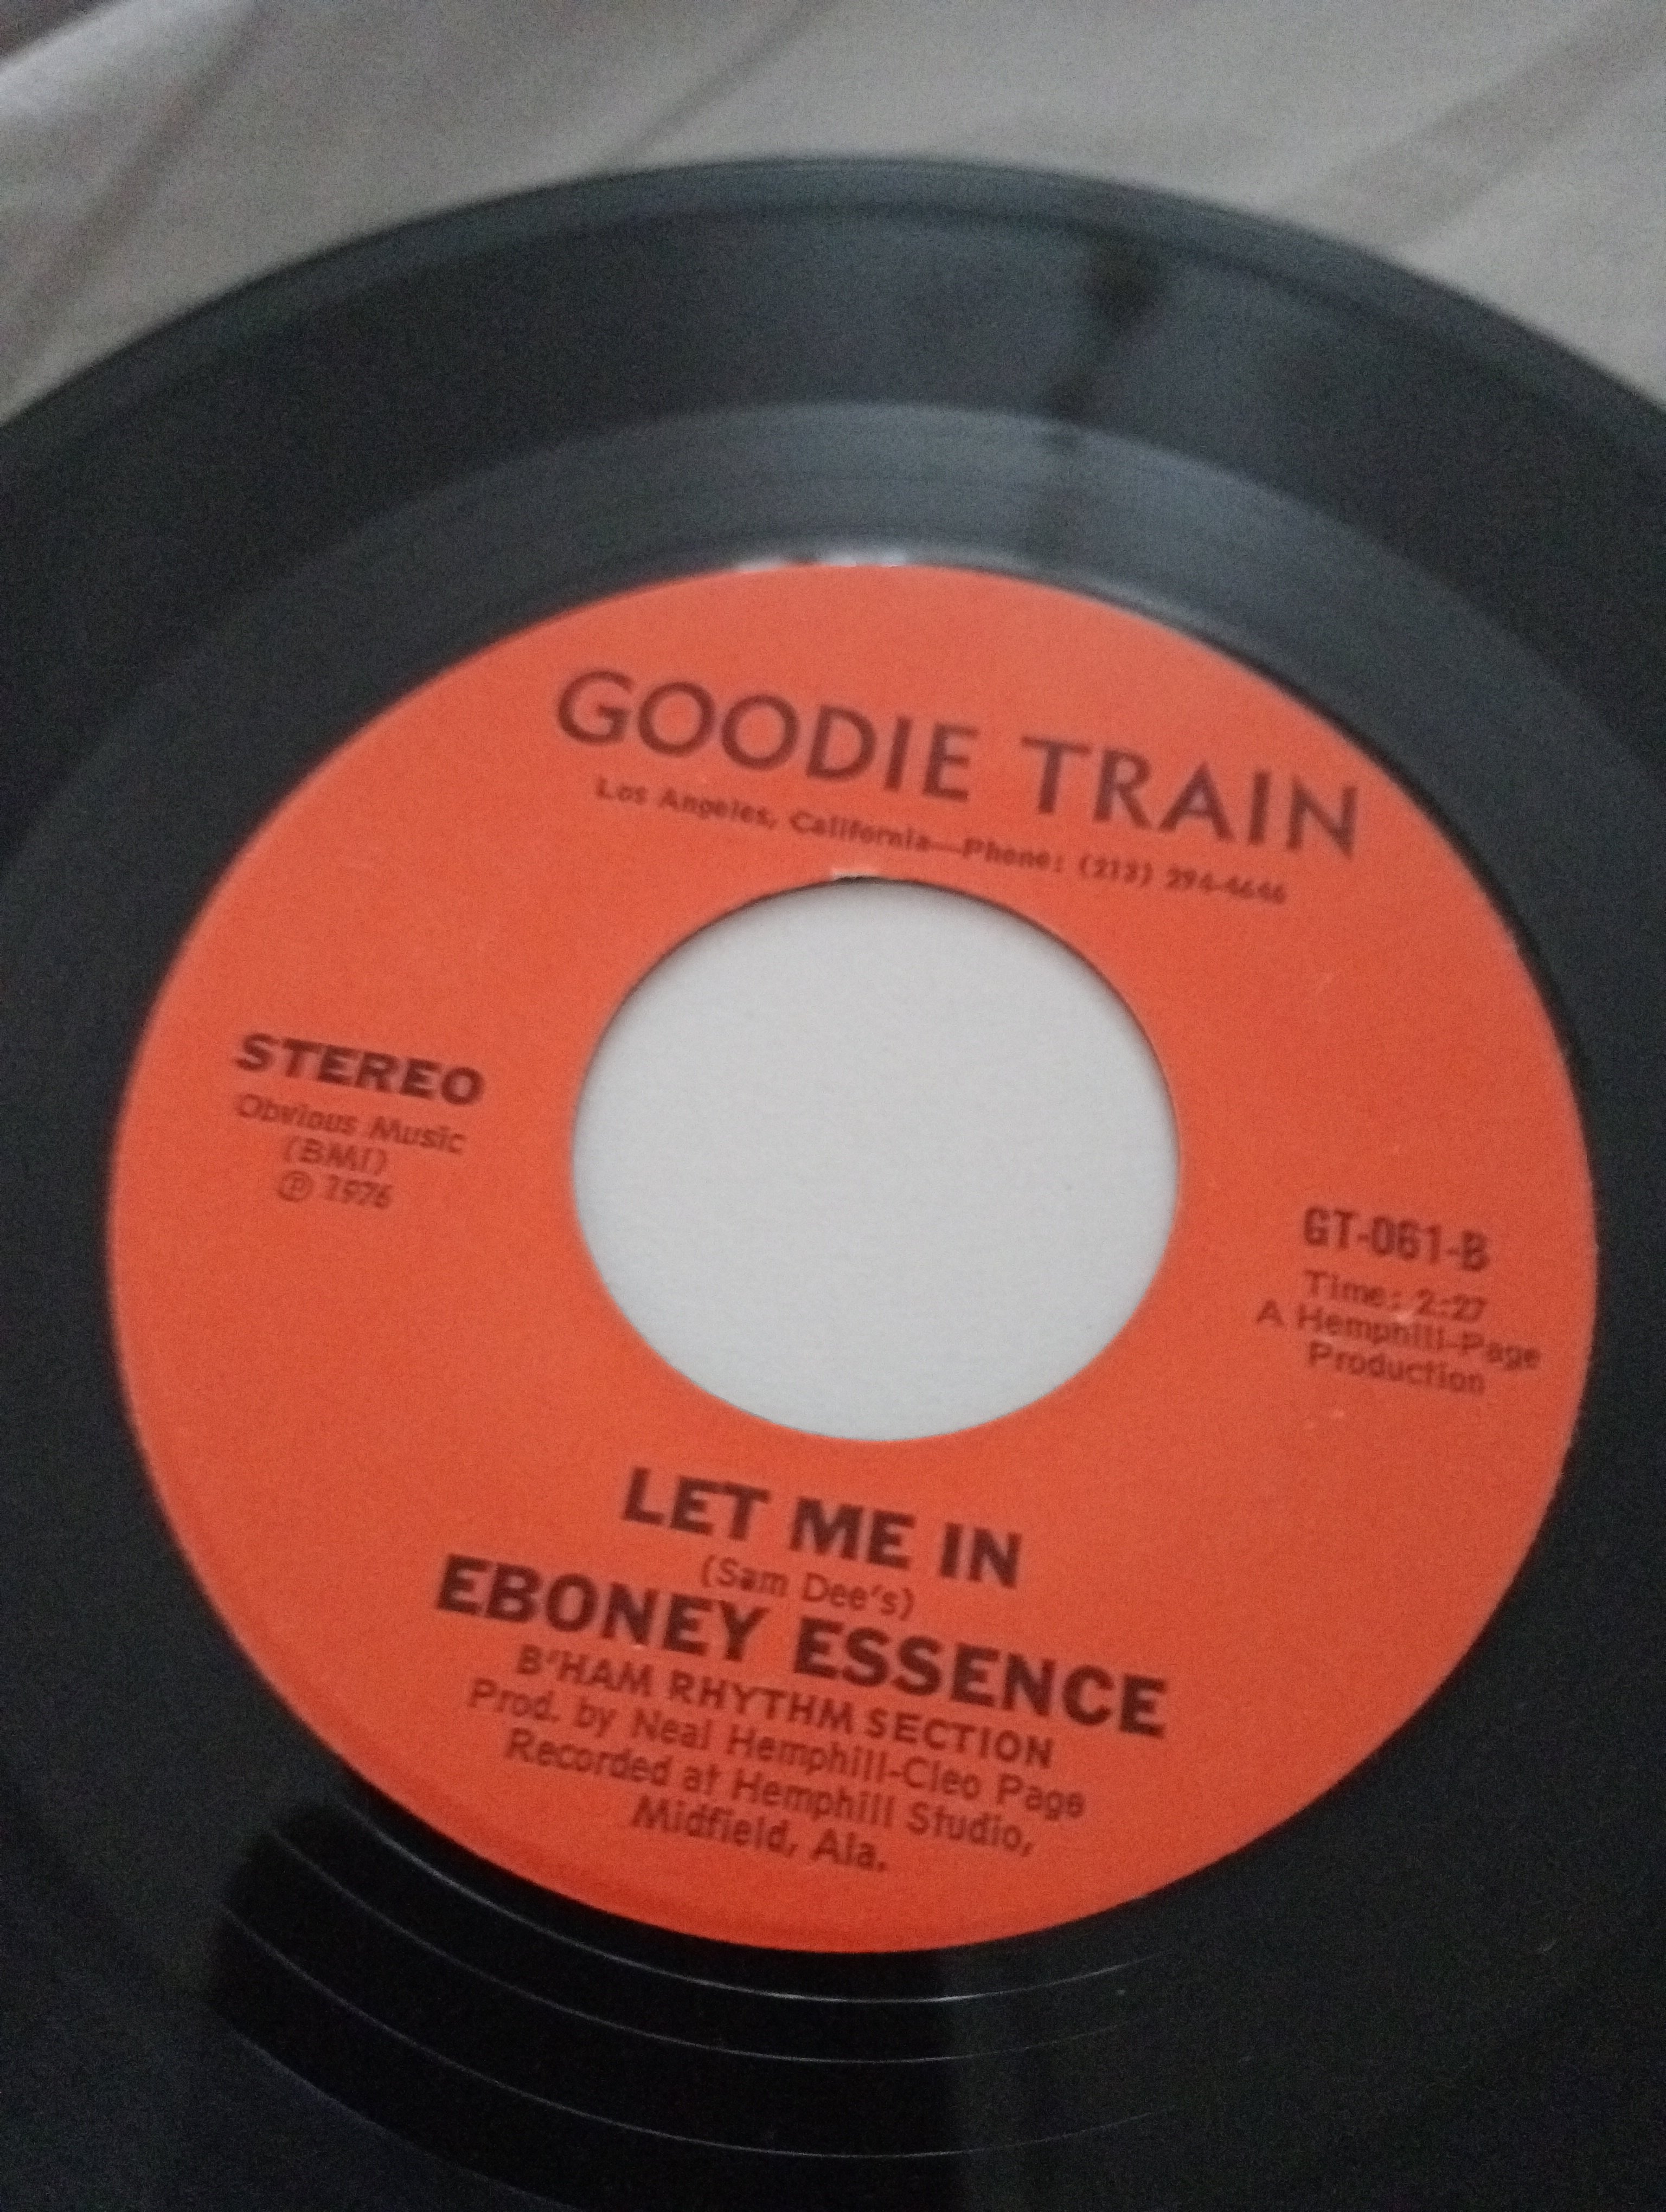 GOODIE TRAIN
Los Angeles, California—Phone: (213) 294-4646
STEREO
Obvious Music
(BMI)
℗ 1976
GT-061-B
Time: 2:27
A Hemphill-Page
Production
LET ME IN
(Sam Dee's)
EBONEY ESSENCE
B'HAM RHYTHM SECTION
Prod. by Neal Hemphill-Cleo Page
Recorded at Hemphill Studio,
Midfield, Ala.